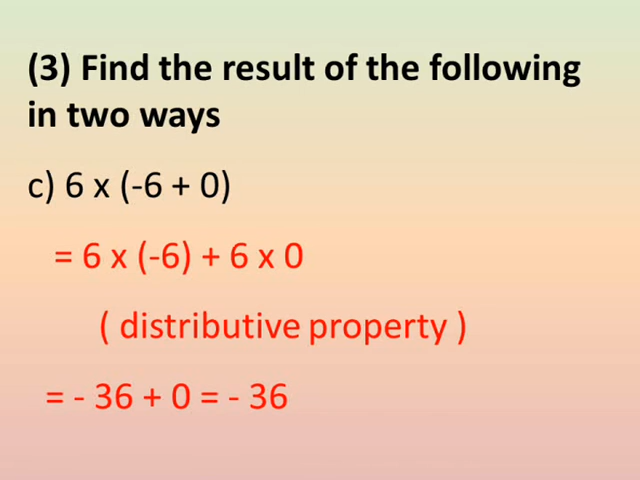 (3) Find the result of the following
in two ways
c) 6 x (-6 + 0)
= 6 x (-6) + 6 x 0
( distributive property )
= - 36 + 0 = - 36